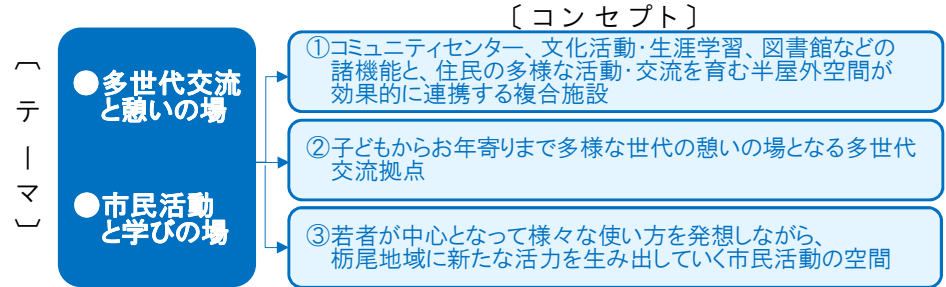 〔コンセプト〕
〔テーマ〕
●多世代交流
と憩いの場
●市民活動
と学びの場
①コミュニティセンター、文化活動・生涯学習、図書館などの
諸機能と、住民の多様な活動・交流を育む半屋外空間が
効果的に連携する複合施設
②子どもからお年寄りまで多様な世代の憩いの場となる多世代
交流拠点
③若者が中心となって様々な使い方を発想しながら、
栃尾地域に新たな活力を生み出していく市民活動の空間